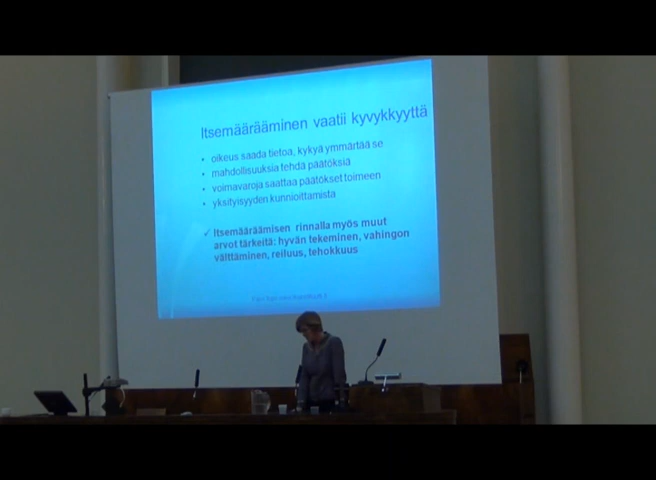 Itsemäärääminen vaatii kyvykkyyttä
• oikeus saada tietoa, kykyä ymmärtää se
• mahdollisuuksia tehdä päätöksiä
• voimavaroja saattaa päätökset toimeen
• yksityisyyden kunnioittamista
✓ Itsemääräämisen rinnalla myös muut
arvot tärkeitä: hyvän tekeminen, vahingon
välttäminen, reiluus, tehokkuus